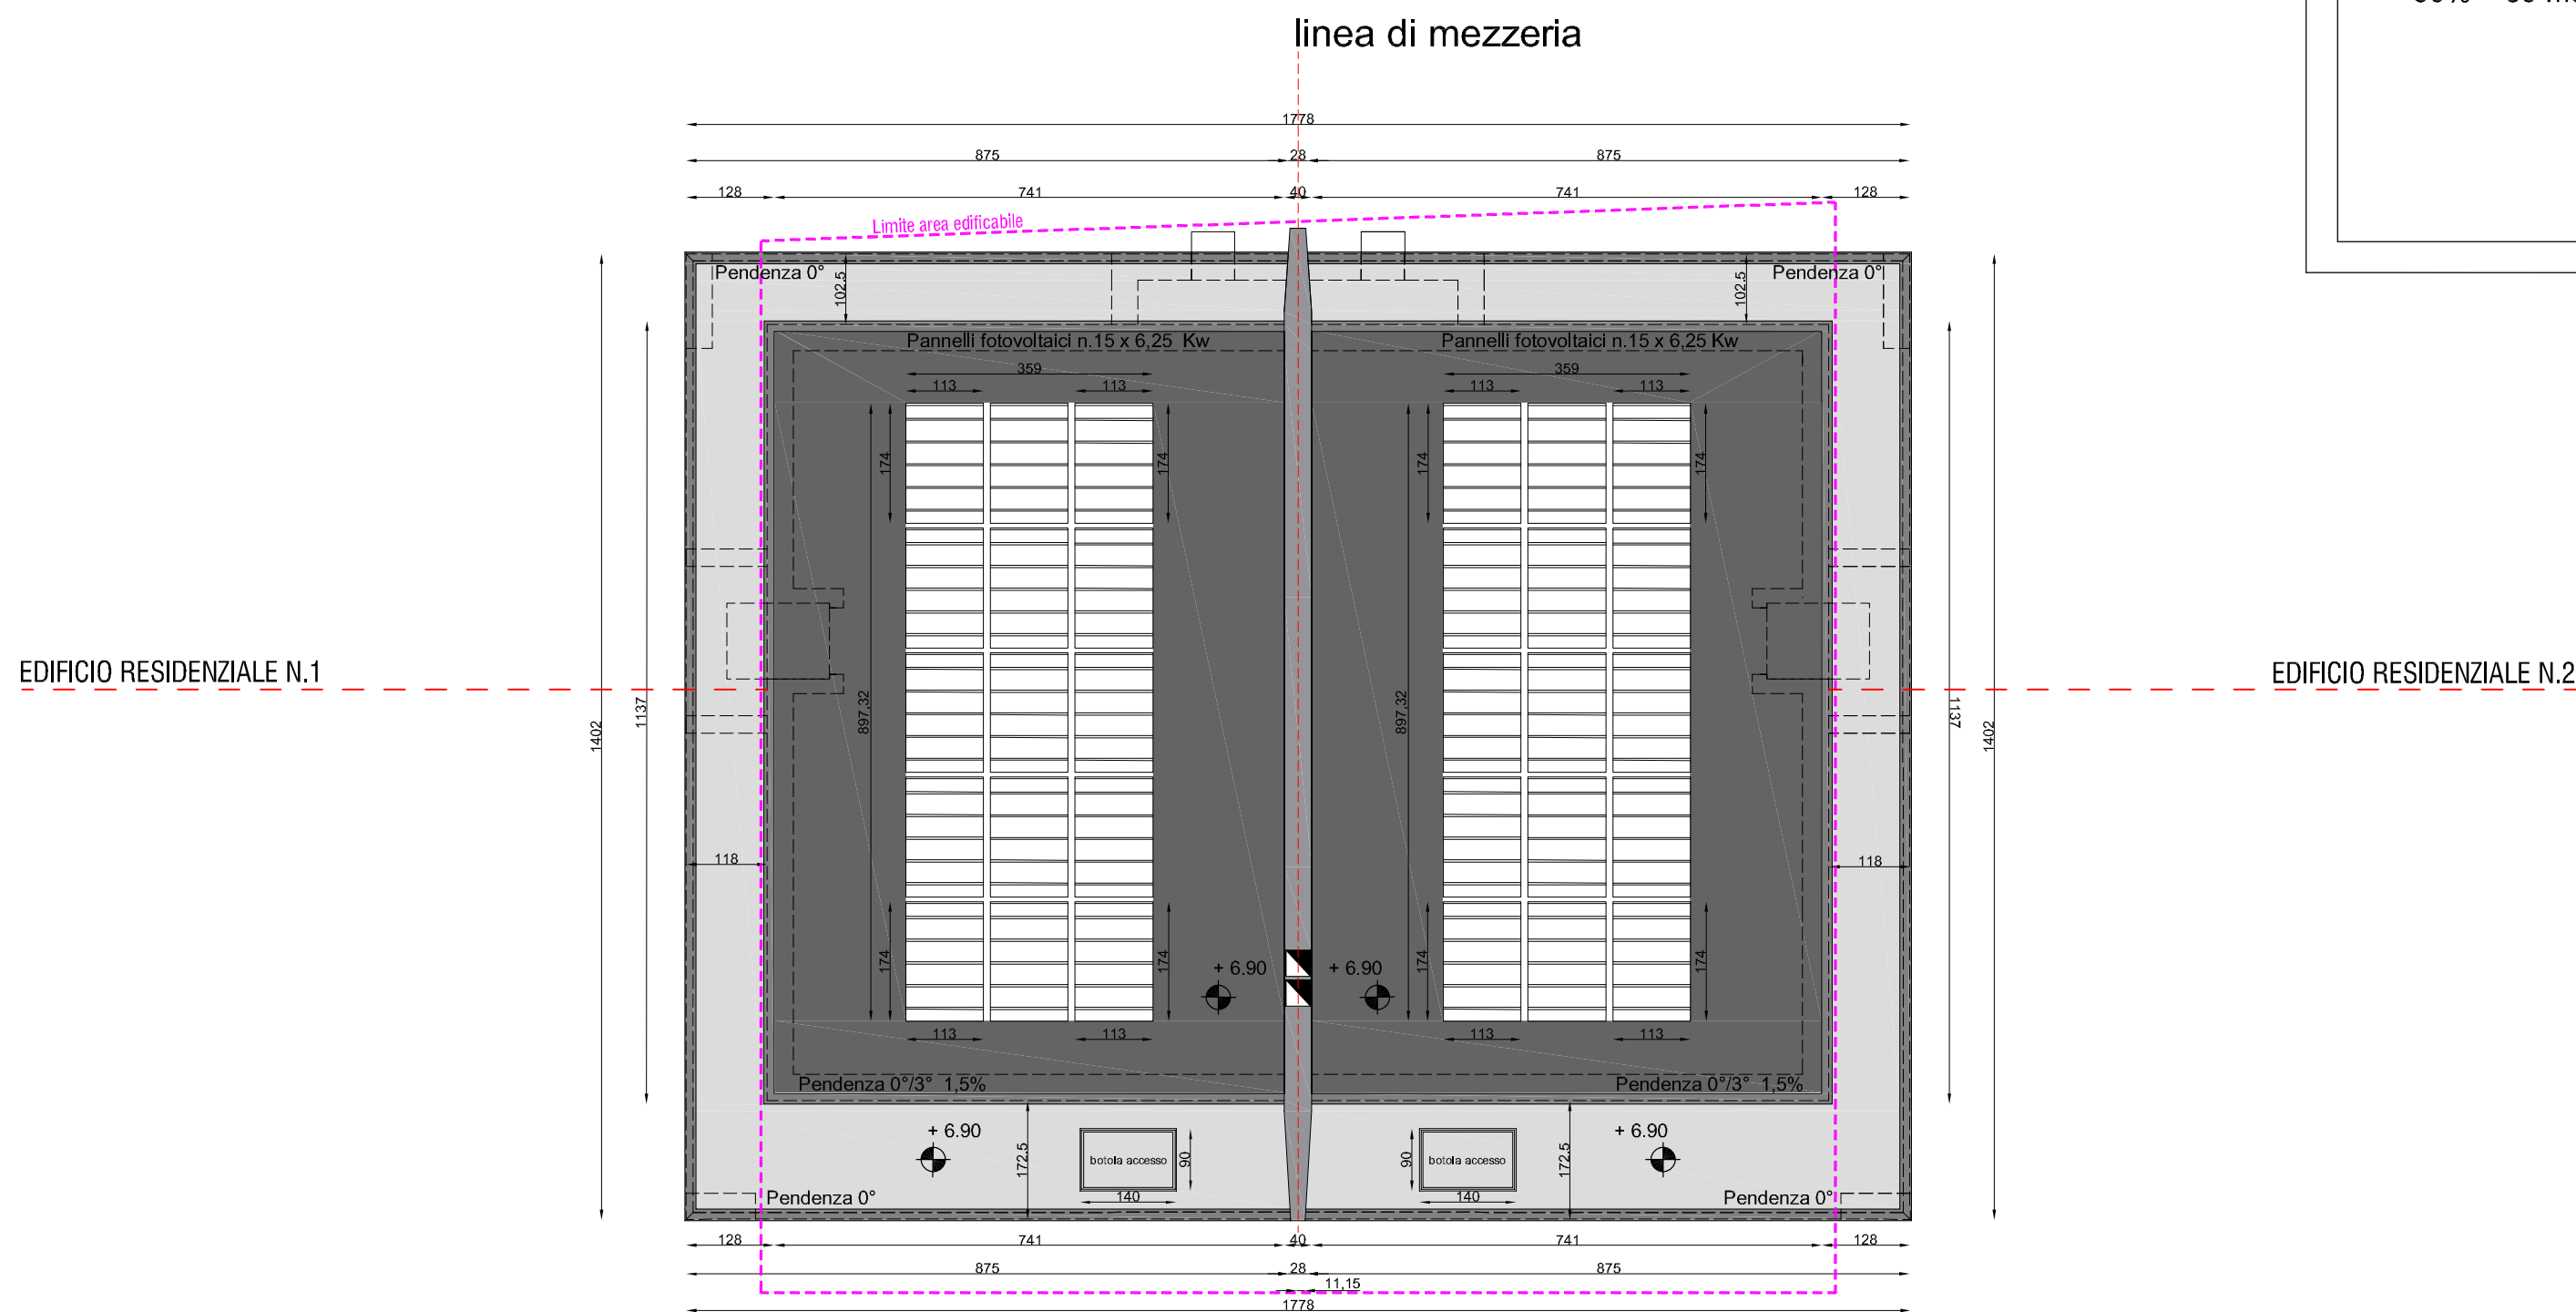 linea di mezzeria
1778
875 28 875
128 741 40 741 128
Limite area edificabile
Pendenza 0° 102.5 102.5 Pendenza 0°
Pannelli fotovoltaici n.15 x 6,25 Kw Pannelli fotovoltaici n.15 x 6,25 Kw
359 359
113 113 113 113
174 174 174 174
EDIFICIO RESIDENZIALE N.1 EDIFICIO RESIDENZIALE N.2
1402 1137 897,32 897,32 1137 1402
118 118
174 174 + 6.90 + 6.90 174 174
113 113 113 113
Pendenza 0°/3° 1,5% Pendenza 0°/3° 1,5%
+ 6.90 + 6.90
172.5 botola accesso 90 90 botola accesso 172.5
Pendenza 0° 140 140 Pendenza 0°
128 741 40 741 128
875 28 875
11,15
1778